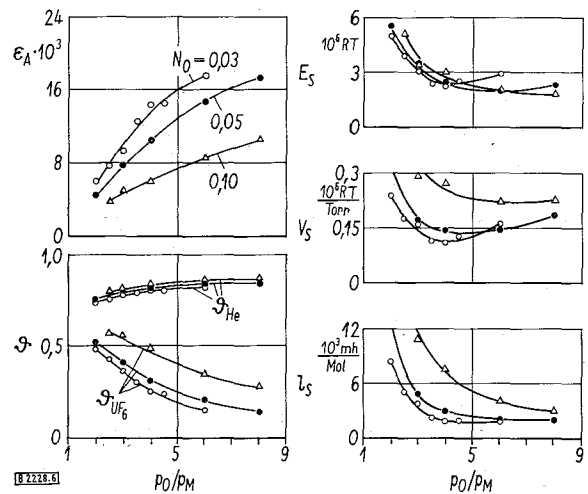 24
ε_A·10³
N₀=0,03
16
0,05
8
0,10
0
1,0
ϑ_He
ϑ
0,5
ϑ_UF₆
0
1 5 9
p₀/p_M
B 2228.6
6
10⁶RT
E_S
3
0
0,3
10⁶RT
Torr
V_S
0,15
0
12
10³mh
Mol
l_S
6
0
1 5 9
p₀/p_M